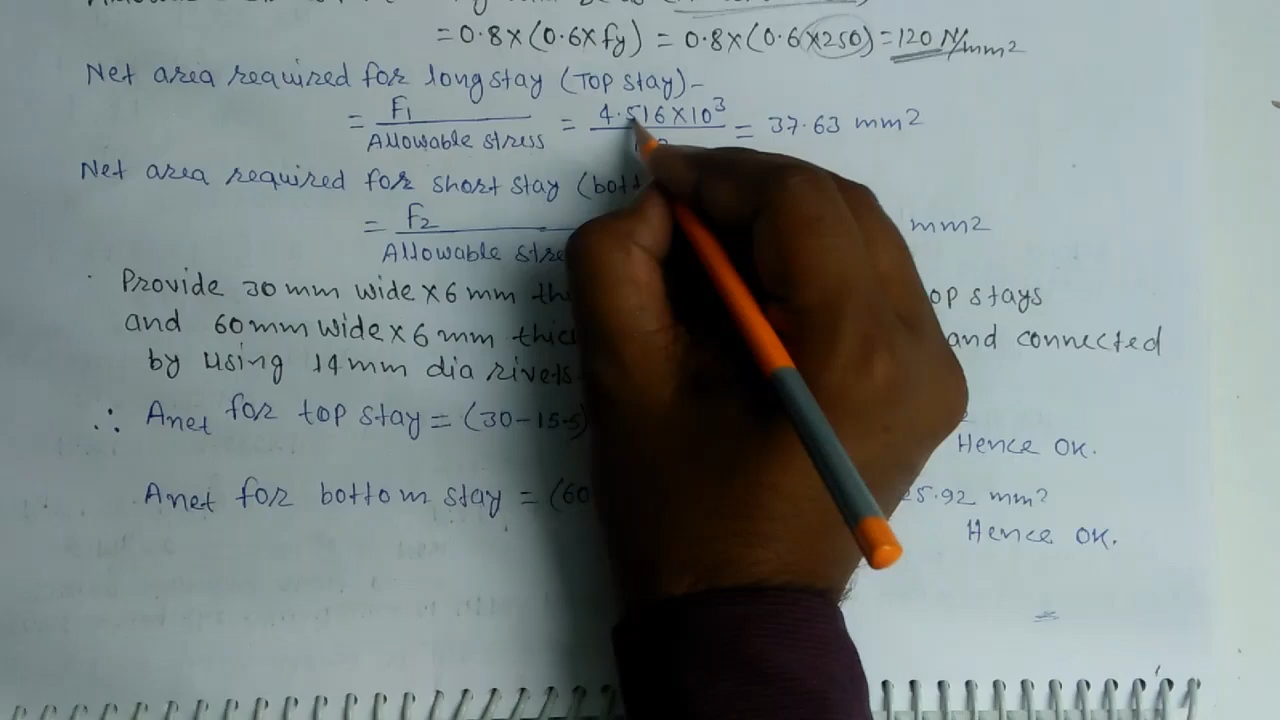 = 0.8 × (0.6 × fy) = 0.8 × (0.6 × 250) = 120 N/mm2
Net area required for long stay (Top stay) -
= F1 / Allowable stress = 4.516 × 10^3 / = 37.63 mm2
Net area required for short stay (bott
= F2 / Allowable stre mm2
Provide 30 mm wide × 6 mm th op stays
and 60 mm wide × 6 mm thic and connected
by using 14 mm dia rivets.
∴ Anet for top stay = (30 - 15.5)
Hence OK.
Anet for bottom stay = (60 5.92 mm2
Hence OK.